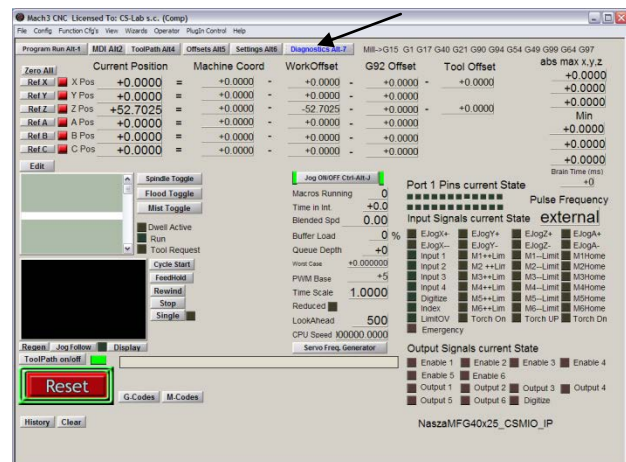 Mach3 CNC Licensed To: CS-Lab s.c. (Comp)
File Config Function Cfg's View Wizards Operator PlugIn Control Help
Program Run Alt-1 MDI Alt2 ToolPath Alt4 Offsets Alt5 Settings Alt6 Diagnostics Alt-7 Mill->G15 G1 G17 G40 G21 G90 G94 G54 G49 G99 G64 G97
Zero All Current Position Machine Coord WorkOffset G92 Offset Tool Offset abs max x,y,z
Ref X X Pos +0.0000 = +0.0000 - +0.0000 - +0.0000 - +0.0000 +0.0000
Ref Y Y Pos +0.0000 = +0.0000 - +0.0000 - +0.0000 +0.0000
Ref Z Z Pos +52.7025 = +0.0000 - -52.7025 - +0.0000 - +0.0000 +0.0000
Min
Ref A A Pos +0.0000 = +0.0000 - +0.0000 - +0.0000 +0.0000
Ref B B Pos +0.0000 = +0.0000 - +0.0000 - +0.0000 +0.0000
Ref C C Pos +0.0000 = +0.0000 - +0.0000 - +0.0000 +0.0000
Edit
Brain Time (ms)
+0
Spindle Toggle
Flood Toggle
Mist Toggle
Dwell Active
Run
Tool Request
Cycle Start
FeedHold
Rewind
Stop
Single
Regen Jog Follow Display
ToolPath on/off
Reset
G-Codes M-Codes
History Clear
Jog ON/OFF Ctrl-Alt-J
Macros Running 0
Time in Int. +0.0
Blended Spd 0.00
Buffer Load 0 %
Queue Depth +0
Worst Case +0.000000
PWM Base +5
Time Scale 1.0000
Reduced
LookAhead 500
CPU Speed
Servo Freq. Generator
Port 1 Pins current State
Pulse Frequency
Input Signals current State external
EJogX+ EJogY+ EJogZ+ EJogA+
EJogX-- EJogY- EJogZ- EJogA-
Input 1 M1++Lim M1--Limit M1Home
Input 2 M2 ++Lim M2--Limit M2Home
Input 3 M3++Lim M3--Limit M3Home
Input 4 M4++Lim M4--Limit M4Home
Digitize M5++Lim M5--Limit M5Home
Index M6++Lim M6--Limit M6Home
LimitOV Torch On Torch UP Torch Dn
Emergency
Output Signals current State
Enable 1 Enable 2 Enable 3 Enable 4
Enable 5 Enable 6
Output 1 Output 2 Output 3 Output 4
Output 5 Output 6 Digitize
NaszaMFG40x25_CSMIO_IP